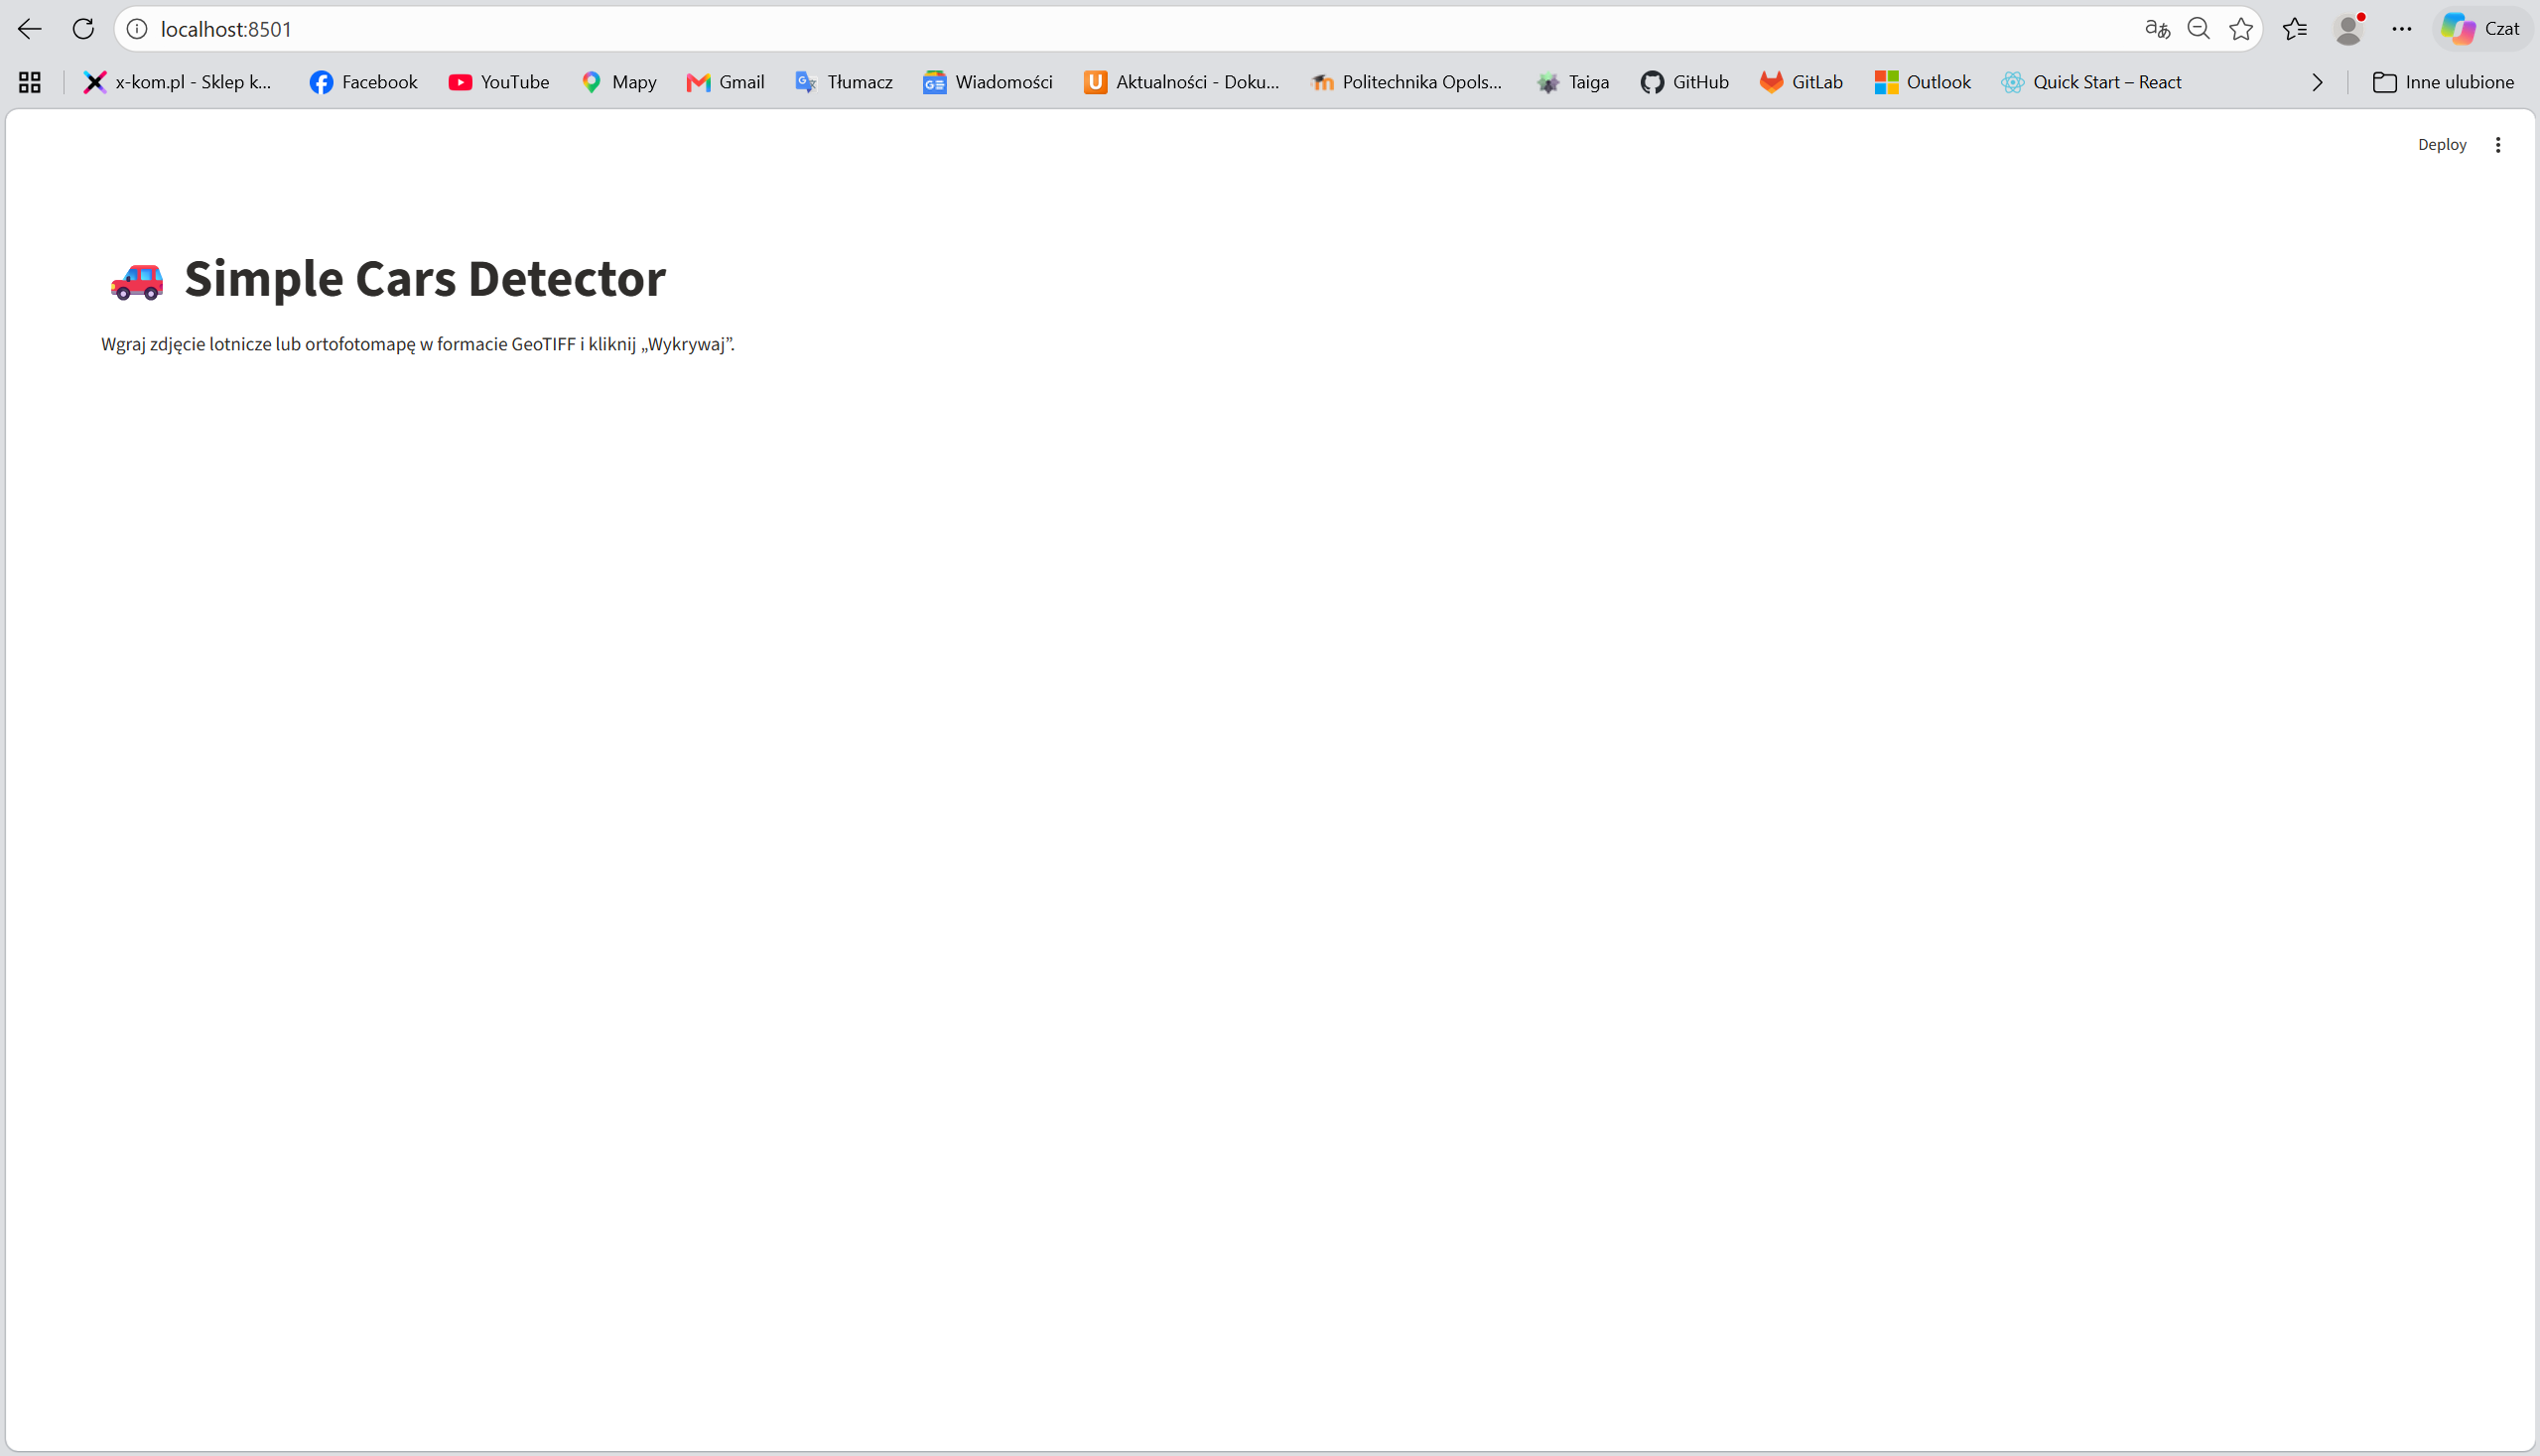 localhost:8501
Czat
x-kom.pl - Sklep k...
Facebook
YouTube
Mapy
Gmail
Tłumacz
Wiadomości
Aktualności - Doku...
Politechnika Opols...
Taiga
GitHub
GitLab
Outlook
Quick Start – React
Inne ulubione
Deploy
Simple Cars Detector
Wgraj zdjęcie lotnicze lub ortofotomapę w formacie GeoTIFF i kliknij „Wykrywaj”.